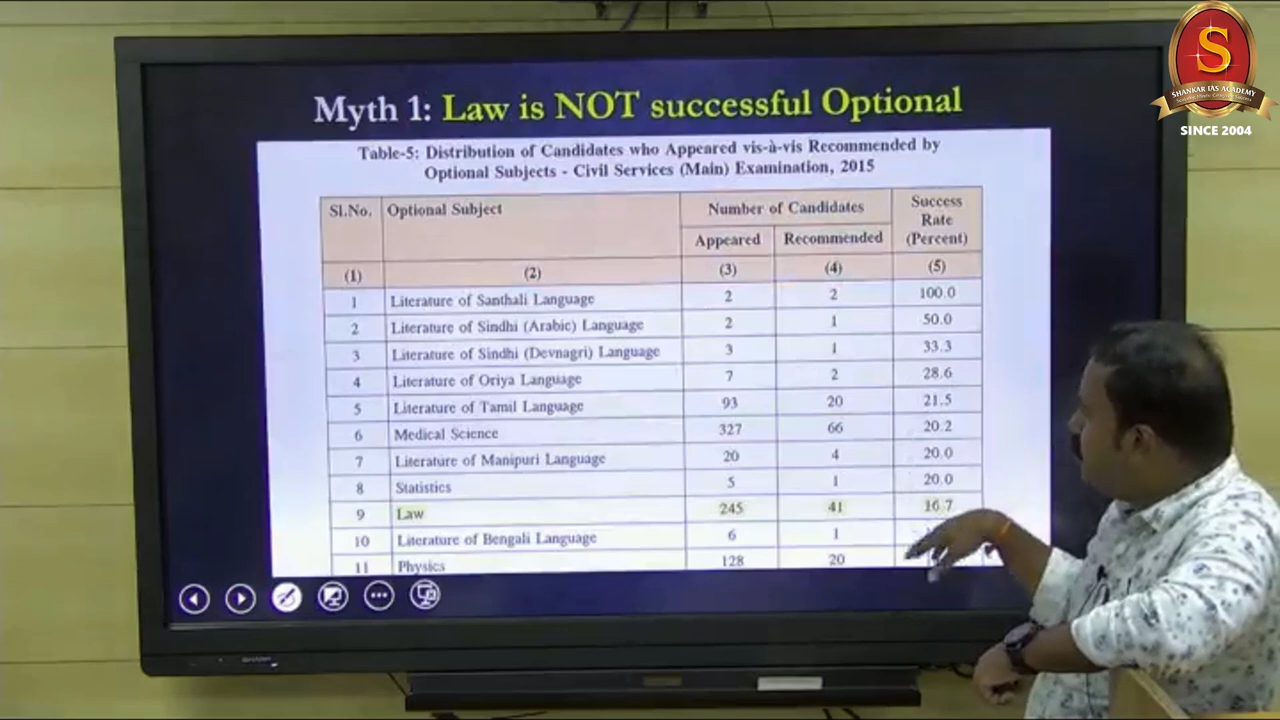 Myth 1: Law is NOT successful Optional
Table-5: Distribution of Candidates who Appeared vis-à-vis Recommended by
Optional Subjects - Civil Services (Main) Examination, 2015
Sl.No. Optional Subject Number of Candidates Success Rate (Percent)
Appeared Recommended
(1) (2) (3) (4) (5)
1 Literature of Santhali Language 2 2 100.0
2 Literature of Sindhi (Arabic) Language 2 1 50.0
3 Literature of Sindhi (Devnagri) Language 3 1 33.3
4 Literature of Oriya Language 7 2 28.6
5 Literature of Tamil Language 93 20 21.5
6 Medical Science 327 66 20.2
7 Literature of Manipuri Language 20 4 20.0
8 Statistics 5 1 20.0
9 Law 245 41 16.7
10 Literature of Bengali Language 6 1
11 Physics 128 20
SHARP
S
SHANKAR IAS ACADEMY
SINCE 2004